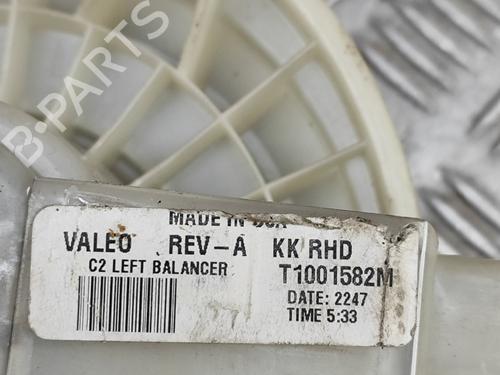 B-PARTS
MADE IN USA
VALEO REV-A KK RHD
C2 LEFT BALANCER T1001582M
DATE: 2247
TIME 5:33